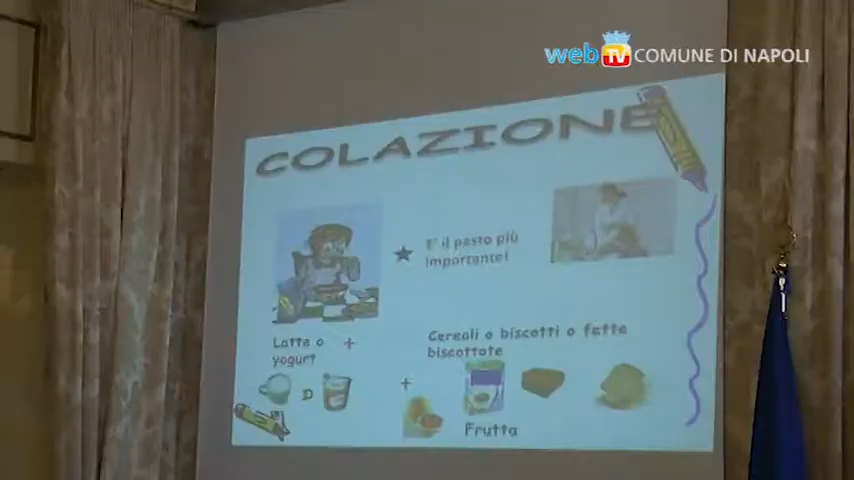 web TV COMUNE DI NAPOLI
COLAZIONE
E' il pasto più
importante!
Latte o +
yogurt
Cereali o biscotti o fette
biscottate
+
Frutta